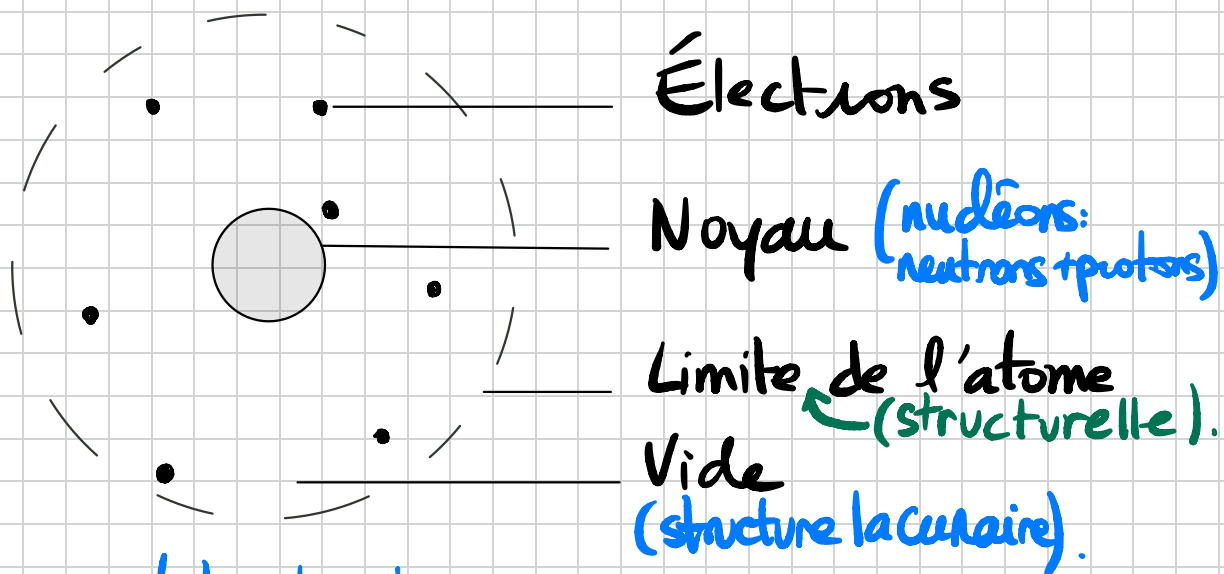 Électrons
Noyau (nucléons:
neutrons + protons)
Limite de l'atome
(structurelle).
Vide
(structure lacunaire).